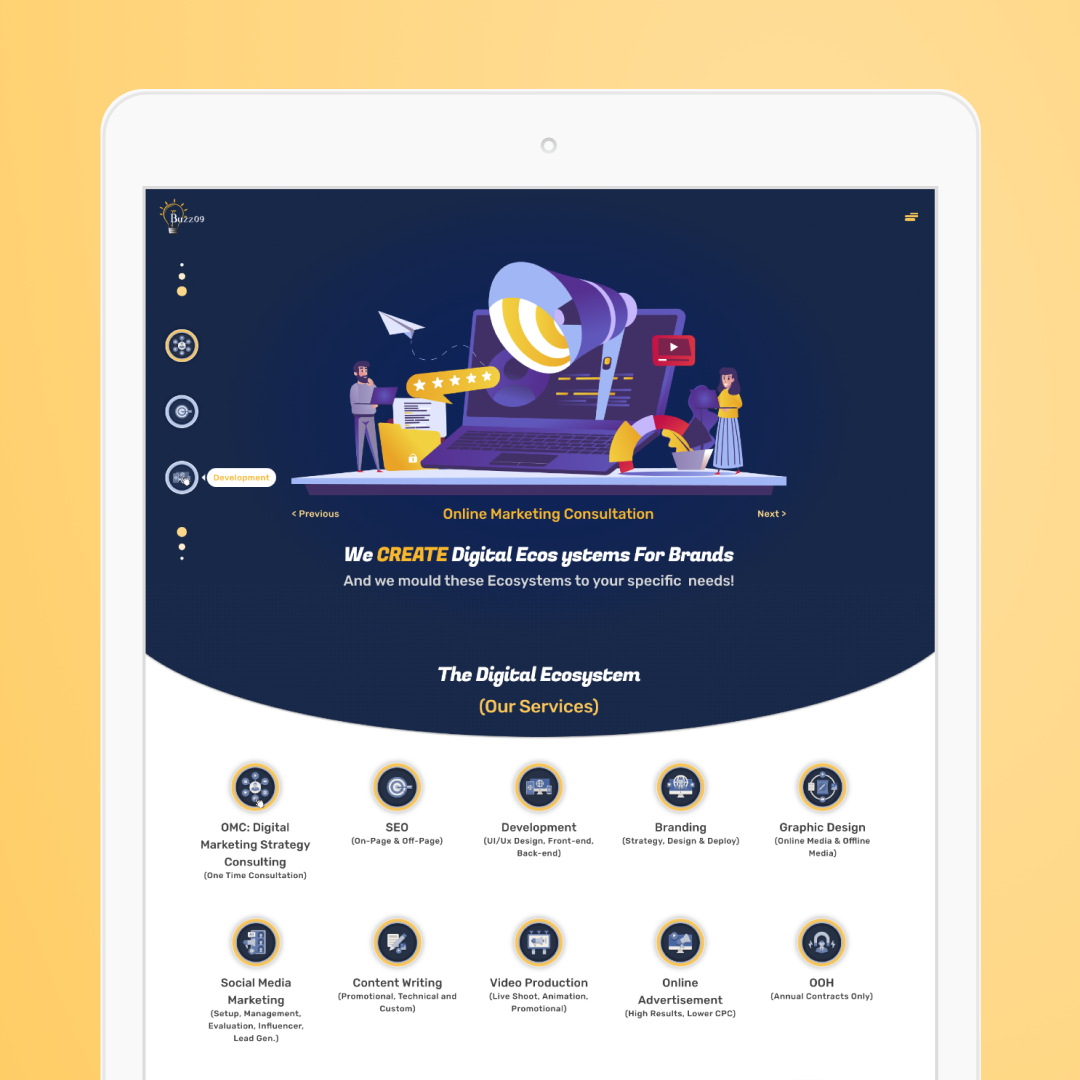 Buzz09
Development
< Previous
Online Marketing Consultation
Next >
We CREATE Digital Ecos ystems For Brands
And we mould these Ecosystems to your specific  needs!
The Digital Ecosystem
(Our Services)
OMC: Digital
Marketing Strategy
Consulting
(One Time Consultation)
SEO
(On-Page & Off-Page)
Development
(UI/Ux Design, Front-end,
Back-end)
Branding
(Strategy, Design & Deploy)
Graphic Design
(Online Media & Offline
Media)
Social Media
Marketing
(Setup, Management,
Evaluation, Influencer,
Lead Gen.)
Content Writing
(Promotional, Technical and
Custom)
Video Production
(Live Shoot, Animation,
Promotional)
Online
Advertisement
(High Results, Lower CPC)
OOH
(Annual Contracts Only)